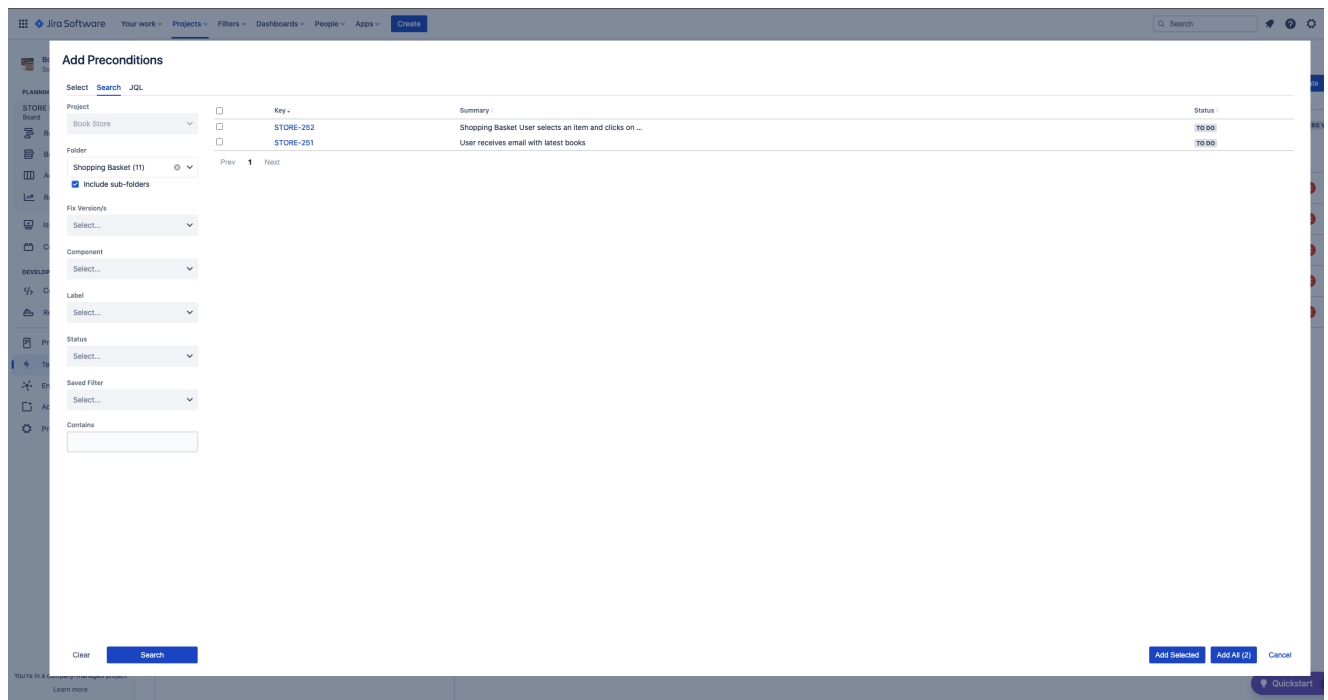 Jira Software Your work Projects Filters Dashboards People Apps Create Search
Add Preconditions
Select Search JQL
PLANNIN
STORE
Board
DEVELOP
Project
Book Store
Folder
Shopping Basket (11)
Include sub-folders
Fix Version/s
Select...
Component
Select...
Label
Select...
Status
Select...
Saved Filter
Select...
Contains
Key Summary Status
STORE-252 Shopping Basket User selects an item and clicks on ... TO DO
STORE-251 User receives email with latest books TO DO
Prev 1 Next
Clear Search Add Selected Add All (2) Cancel
You're in a company-managed project
Learn more
Quickstart